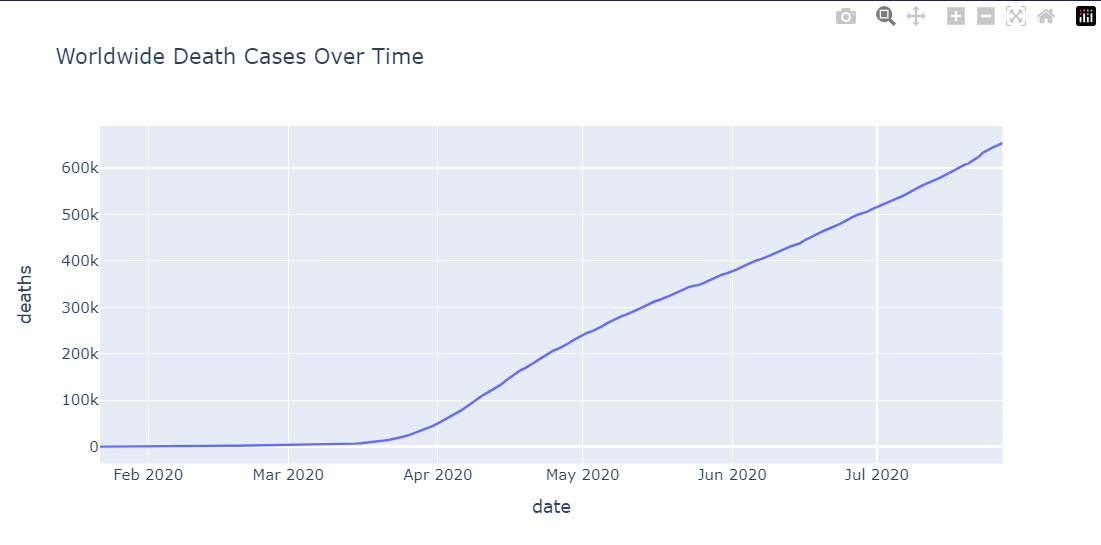 Worldwide Death Cases Over Time
600k
500k
400k
300k
200k
100k
0
deaths
Feb 2020 Mar 2020 Apr 2020 May 2020 Jun 2020 Jul 2020
date